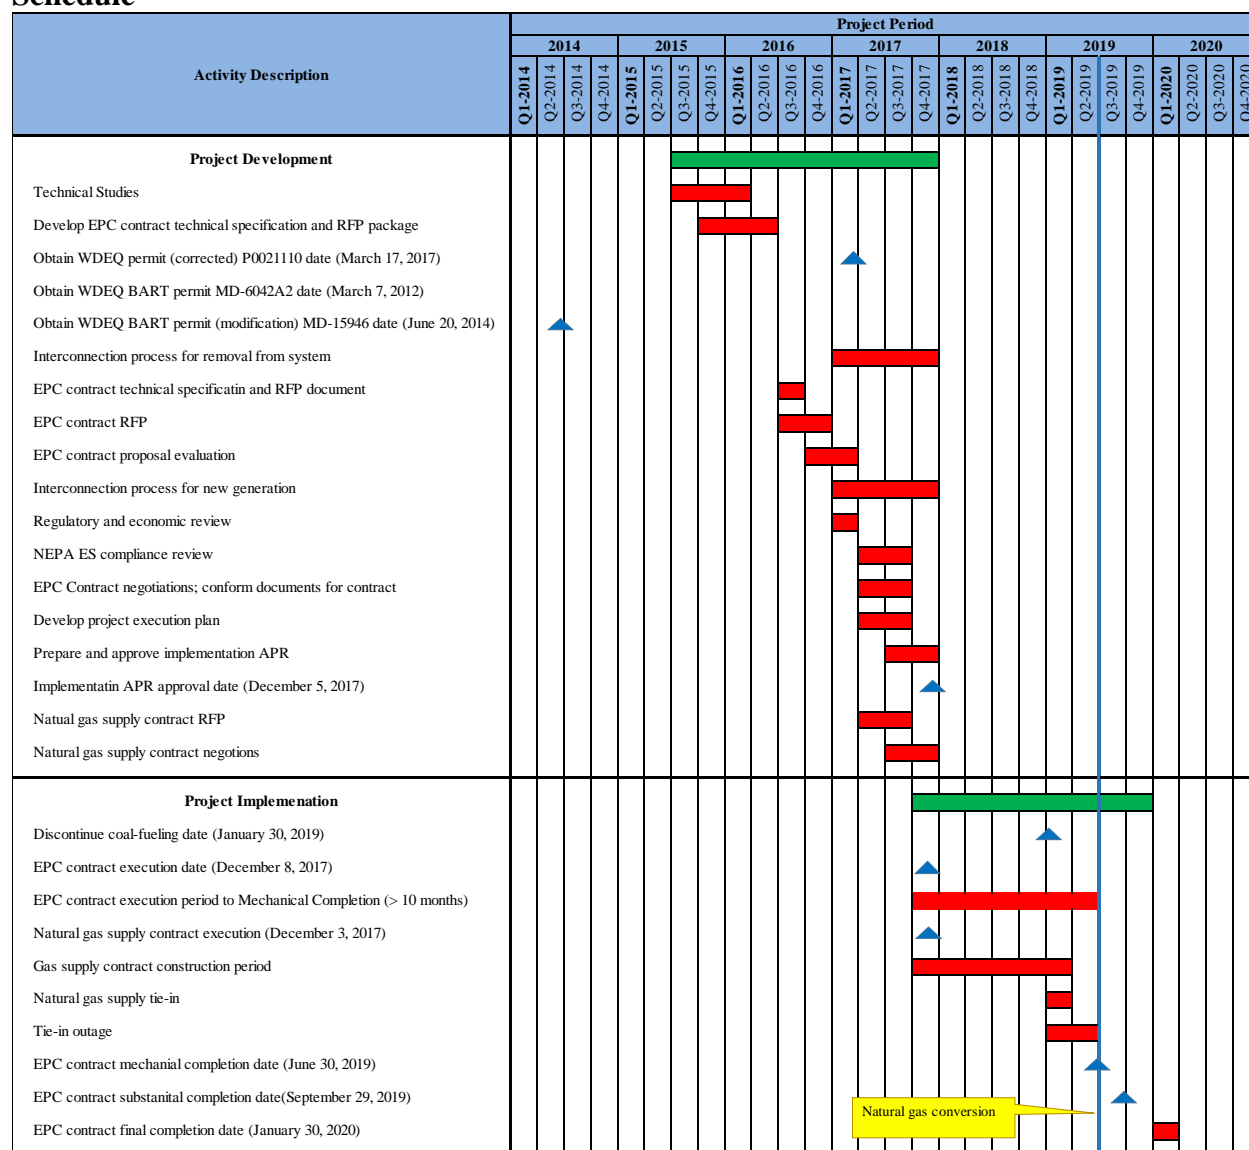 Schedule
Project Period
2014 2015 2016 2017 2018 2019 2020
Activity Description
Q1-2014 Q2-2014 Q3-2014 Q4-2014 Q1-2015 Q2-2015 Q3-2015 Q4-2015 Q1-2016 Q2-2016 Q3-2016 Q4-2016 Q1-2017 Q2-2017 Q3-2017 Q4-2017 Q1-2018 Q2-2018 Q3-2018 Q4-2018 Q1-2019 Q2-2019 Q3-2019 Q4-2019 Q1-2020 Q2-2020 Q3-2020 Q4-2020
Project Development
Technical Studies
Develop EPC contract technical specification and RFP package
Obtain WDEQ permit (corrected) P0021110 date (March 17, 2017)
Obtain WDEQ BART permit MD-6042A2 date (March 7, 2012)
Obtain WDEQ BART permit (modification) MD-15946 date (June 20, 2014)
Interconnection process for removal from system
EPC contract technical specificatin and RFP document
EPC contract RFP
EPC contract proposal evaluation
Interconnection process for new generation
Regulatory and economic review
NEPA ES compliance review
EPC Contract negotiations; conform documents for contract
Develop project execution plan
Prepare and approve implementation APR
Implementatin APR approval date (December 5, 2017)
Natual gas supply contract RFP
Natural gas supply contract negotions
Project Implemenation
Discontinue coal-fueling date (January 30, 2019)
EPC contract execution date (December 8, 2017)
EPC contract execution period to Mechanical Completion (> 10 months)
Natural gas supply contract execution (December 3, 2017)
Gas supply contract construction period
Natural gas supply tie-in
Tie-in outage
EPC contract mechanial completion date (June 30, 2019)
EPC contract substanital completion date(September 29, 2019)
Natural gas conversion
EPC contract final completion date (January 30, 2020)